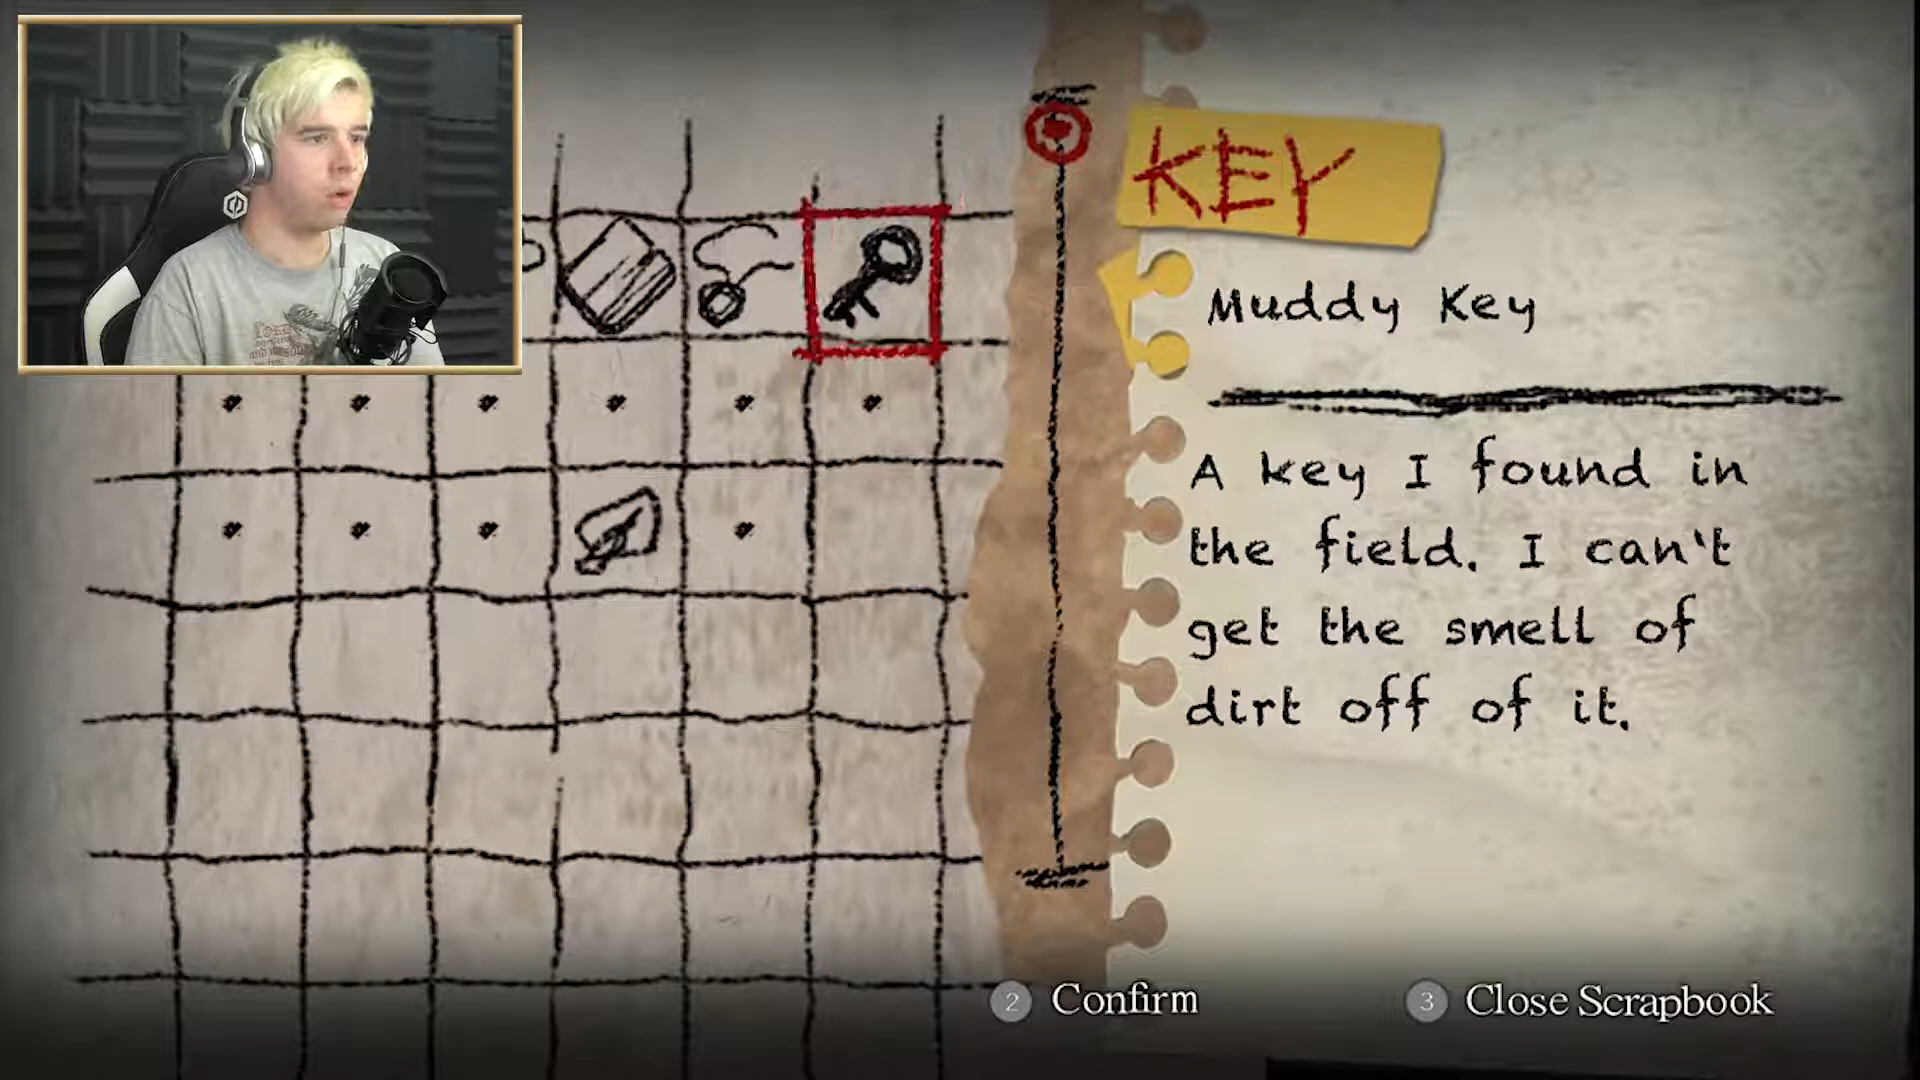 KEY
Muddy Key
A key I found in
the field. I can't
get the smell of
dirt off of it.
2 Confirm
3 Close Scrapbook